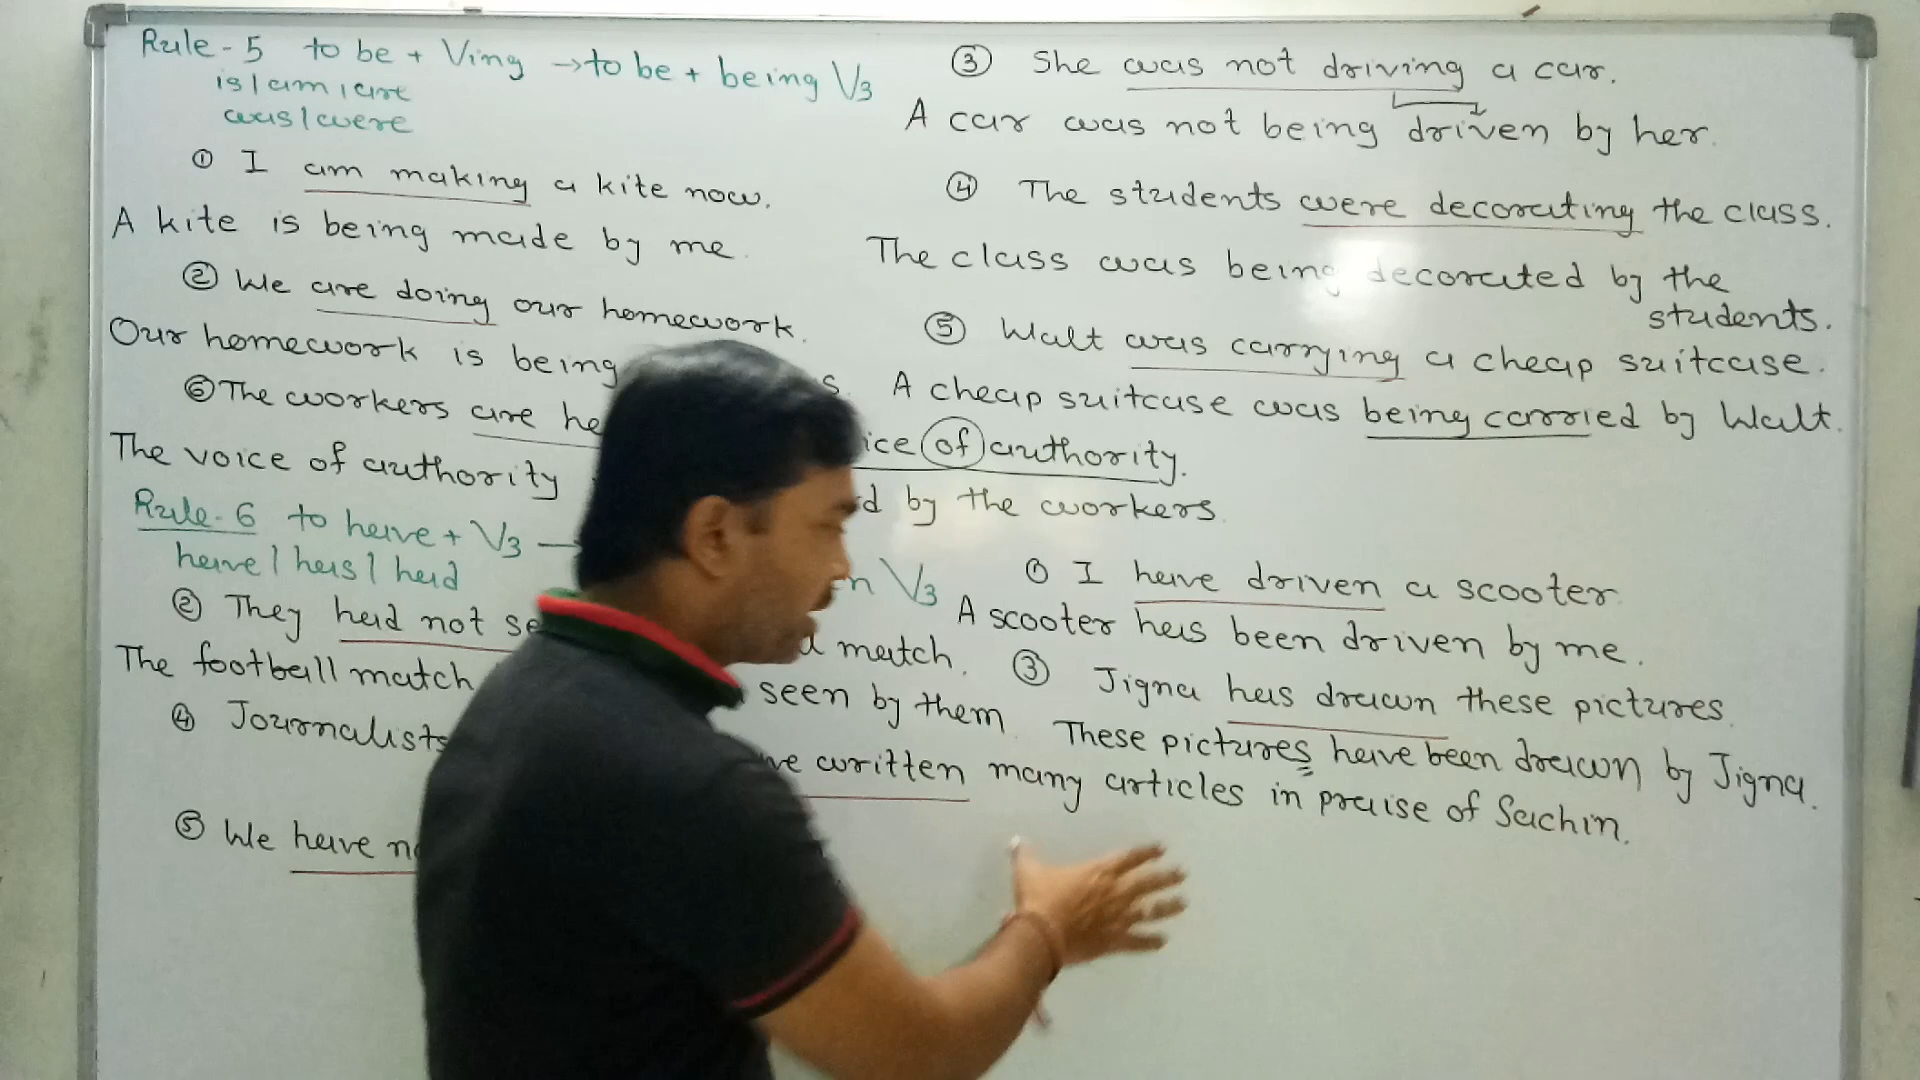 Rule-5 to be + Ving → to be + being V3
is/am/are
was/were
① I am making a kite now.
A kite is being made by me.
② We are doing our homework.
Our homework is being
⑥ The workers are ice of authority.
The voice of authority by the workers.
③ She was not driving a car.
A car was not being driven by her.
④ The students were decorating the class.
The class was being decorated by the
students.
⑤ Walt was carrying a cheap suitcase.
A cheap suitcase was being carried by Walt.
Rule-6 to have + V3 — V3
have/has/had
① I have driven a scooter
A scooter has been driven by me.
② They had not match.
The football match seen by them
③ Jigna has drawn these pictures.
These pictures have been drawn by Jigna.
④ Journalists written many articles in praise of Sachin.
⑤ We have